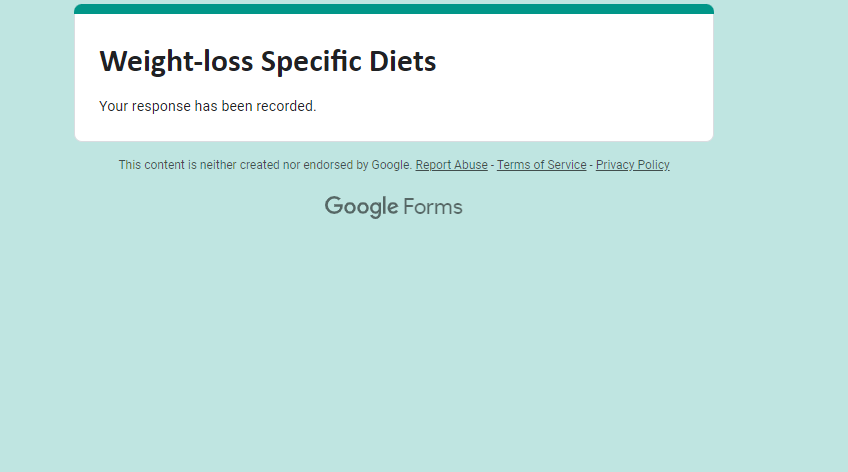 Weight-loss Specific Diets
Your response has been recorded.
This content is neither created nor endorsed by Google. Report Abuse - Terms of Service - Privacy Policy
Google Forms